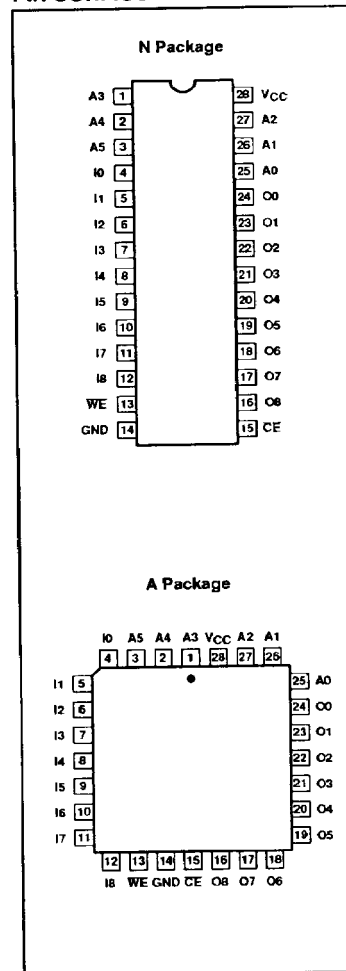 N Package
A3 1 28 VCC
A4 2 27 A2
A5 3 26 A1
I0 4 25 A0
I1 5 24 O0
I2 6 23 O1
I3 7 22 O2
I4 8 21 O3
I5 9 20 O4
I6 10 19 O5
I7 11 18 O6
I8 12 17 O7
WE 13 16 O8
GND 14 15 CE
A Package
I0 A5 A4 A3 VCC A2 A1
4 3 2 1 28 27 26
I1 5 25 A0
I2 6 24 O0
I3 7 23 O1
I4 8 22 O2
I5 9 21 O3
I6 10 20 O4
I7 11 19 O5
12 13 14 15 16 17 18
I8 WE GND CE O8 O7 O6